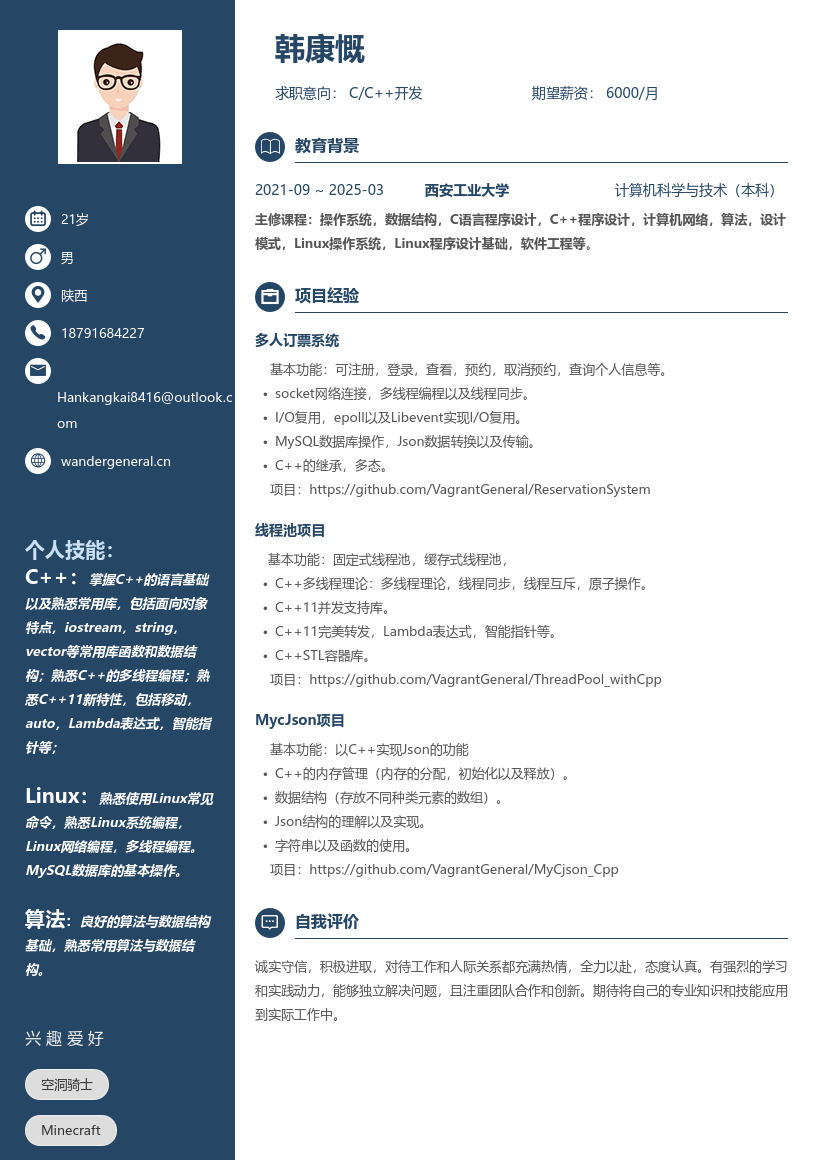 21岁
男
陕西
18791684227
Hankangkai8416@outlook.c
om
wandergeneral.cn
个人技能：
C++：掌握C++的语言基础
以及熟悉常用库，包括面向对象
特点，iostream，string，
vector等常用库函数和数据结
构；熟悉C++的多线程编程；熟
悉C++11新特性，包括移动，
auto，Lambda表达式，智能指
针等；
Linux：熟悉使用Linux常见
命令，熟悉Linux系统编程，
Linux网络编程，多线程编程。
MySQL数据库的基本操作。
算法：良好的算法与数据结构
基础，熟悉常用算法与数据结
构。
兴趣爱好
空洞骑士
Minecraft
韩康慨
求职意向： C/C++开发 期望薪资： 6000/月
教育背景
2021-09 ~ 2025-03 西安工业大学 计算机科学与技术（本科）
主修课程：操作系统，数据结构，C语言程序设计，C++程序设计，计算机网络，算法，设计
模式，Linux操作系统，Linux程序设计基础，软件工程等。
项目经验
多人订票系统
基本功能：可注册，登录，查看，预约，取消预约，查询个人信息等。
• socket网络连接，多线程编程以及线程同步。
• I/O复用，epoll以及Libevent实现I/O复用。
• MySQL数据库操作，Json数据转换以及传输。
• C++的继承，多态。
项目：https://github.com/VagrantGeneral/ReservationSystem
线程池项目
基本功能：固定式线程池，缓存式线程池，
• C++多线程理论：多线程理论，线程同步，线程互斥，原子操作。
• C++11并发支持库。
• C++11完美转发，Lambda表达式，智能指针等。
• C++STL容器库。
项目：https://github.com/VagrantGeneral/ThreadPool_withCpp
MycJson项目
基本功能：以C++实现Json的功能
• C++的内存管理（内存的分配，初始化以及释放）。
• 数据结构（存放不同种类元素的数组）。
• Json结构的理解以及实现。
• 字符串以及函数的使用。
项目：https://github.com/VagrantGeneral/MyCjson_Cpp
自我评价
诚实守信，积极进取，对待工作和人际关系都充满热情，全力以赴，态度认真。有强烈的学习
和实践动力，能够独立解决问题，且注重团队合作和创新。期待将自己的专业知识和技能应用
到实际工作中。